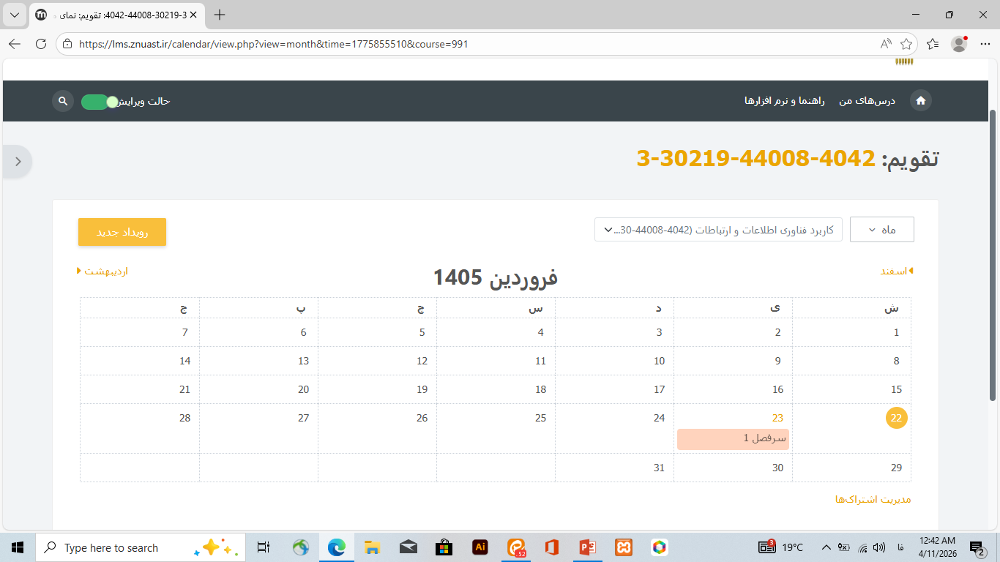 4042-44008-30219-3: تقویم: نمای
https://lms.znuast.ir/calendar/view.php?view=month&time=1775855510&course=991
درس‌های من
راهنما و نرم افزارها
حالت ویرایش
تقویم: 4042-44008-30219-3
ماه
کاربرد فناوری اطلاعات و ارتباطات (4042-44008-30...
رویداد جدید
اسفند
فروردین 1405
اردیبهشت
ش ی د س چ پ ج
1 2 3 4 5 6 7
8 9 10 11 12 13 14
15 16 17 18 19 20 21
22 23 24 25 26 27 28
سرفصل 1
29 30 31
مدیریت اشتراک‌ها
Type here to search
Ai
.52
3
19°C
فا
12:42 AM
4/11/2026
2